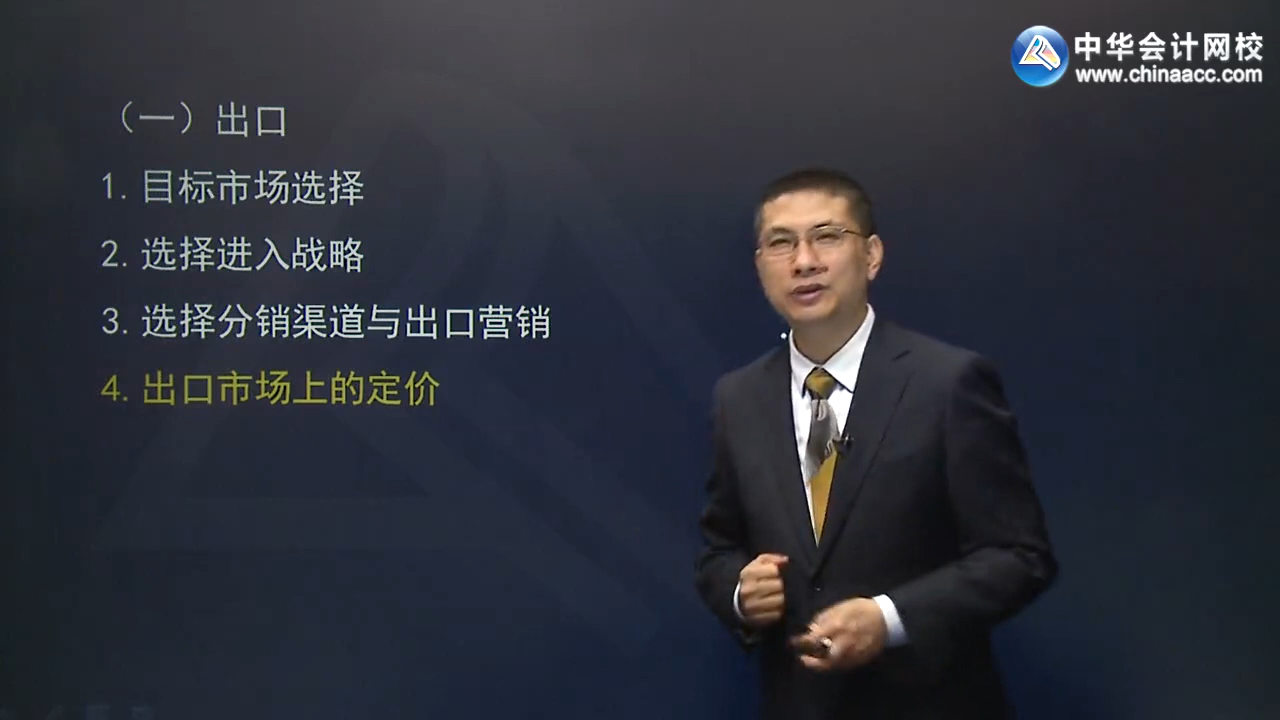 中华会计网校
www.chinaacc.com
（一）出口
1.目标市场选择
2.选择进入战略
3.选择分销渠道与出口营销
4.出口市场上的定价